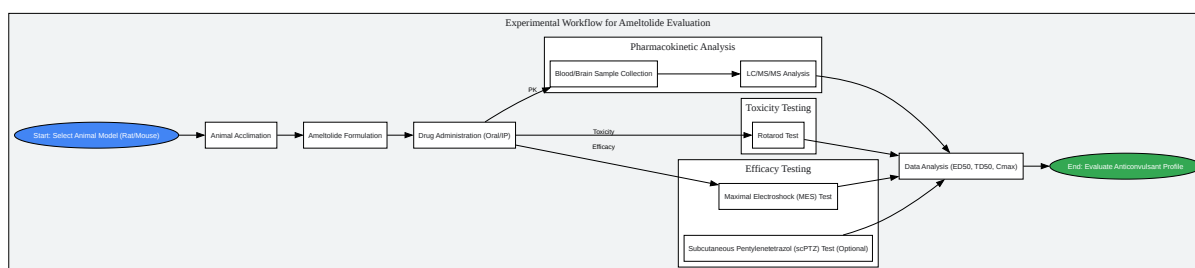 Experimental Workflow for Ameltolide Evaluation
Pharmacokinetic Analysis
Blood/Brain Sample Collection
LC/MS/MS Analysis
PK
Toxicity Testing
Start: Select Animal Model (Rat/Mouse)
Animal Acclimation
Ameltolide Formulation
Drug Administration (Oral/IP)
Toxicity
Rotarod Test
Efficacy
Efficacy Testing
Data Analysis (ED50, TD50, Cmax)
End: Evaluate Anticonvulsant Profile
Maximal Electroshock (MES) Test
Subcutaneous Pentylenetetrazol (scPTZ) Test (Optional)